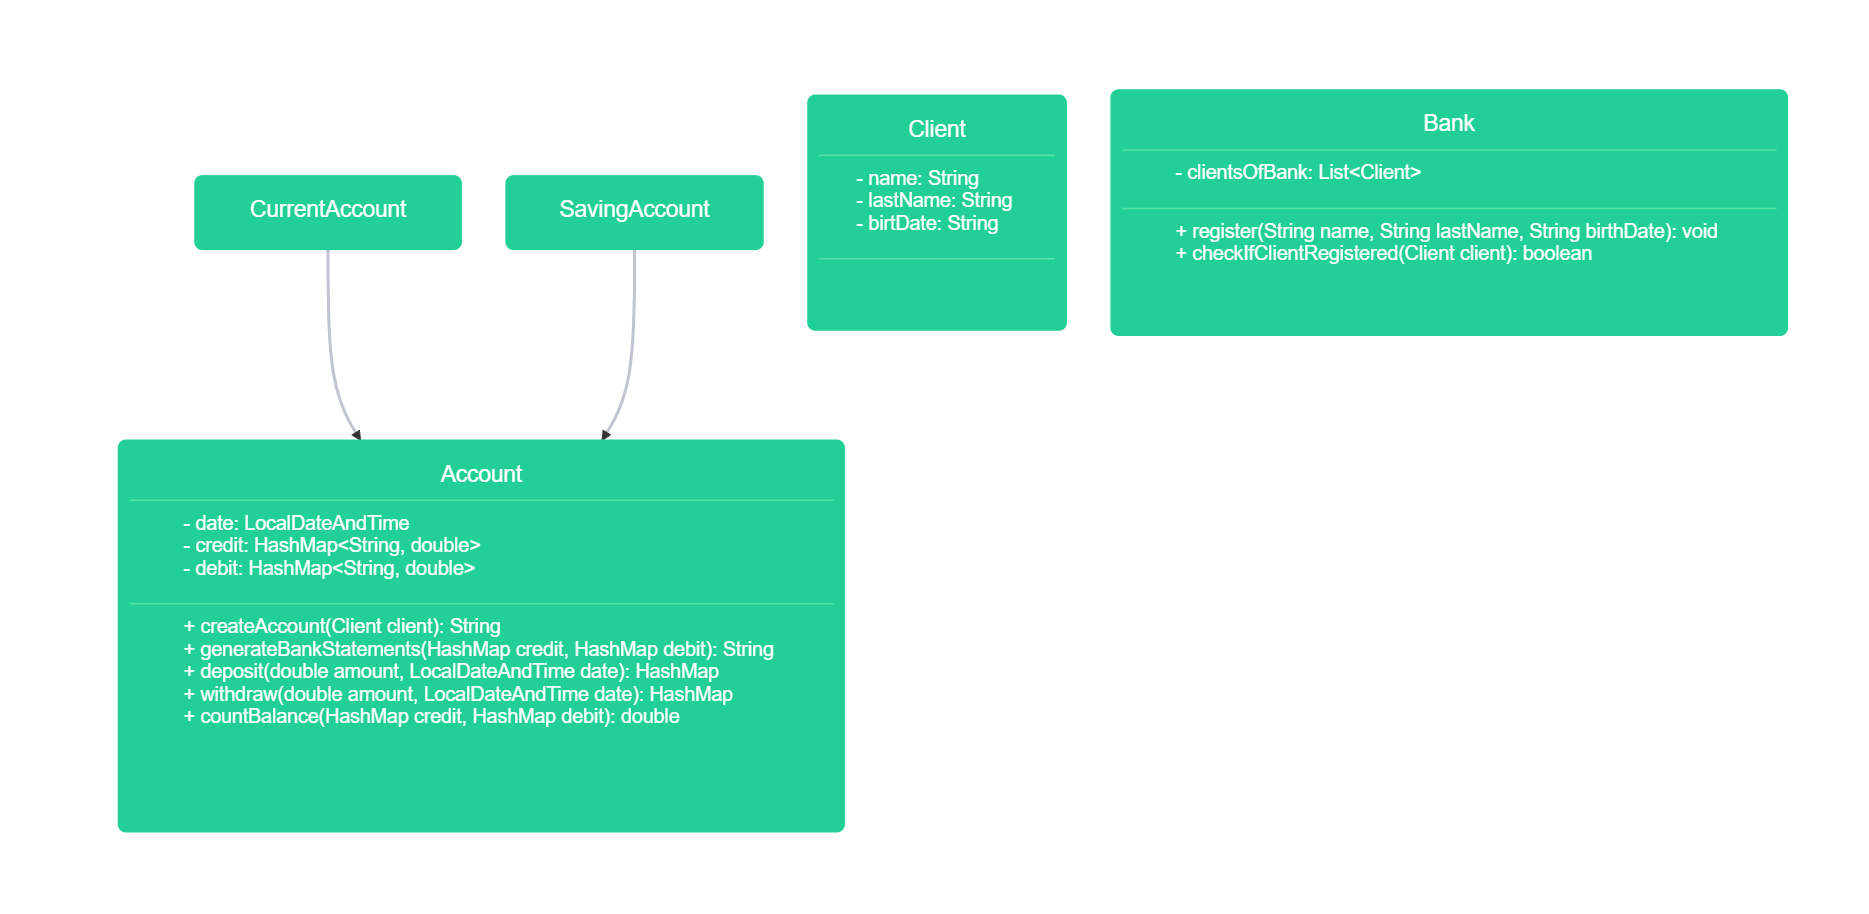 CurrentAccount
SavingAccount
Client
- name: String
- lastName: String
- birtDate: String
Bank
- clientsOfBank: List<Client>
+ register(String name, String lastName, String birthDate): void
+ checkIfClientRegistered(Client client): boolean
Account
- date: LocalDateAndTime
- credit: HashMap<String, double>
- debit: HashMap<String, double>
+ createAccount(Client client): String
+ generateBankStatements(HashMap credit, HashMap debit): String
+ deposit(double amount, LocalDateAndTime date): HashMap
+ withdraw(double amount, LocalDateAndTime date): HashMap
+ countBalance(HashMap credit, HashMap debit): double